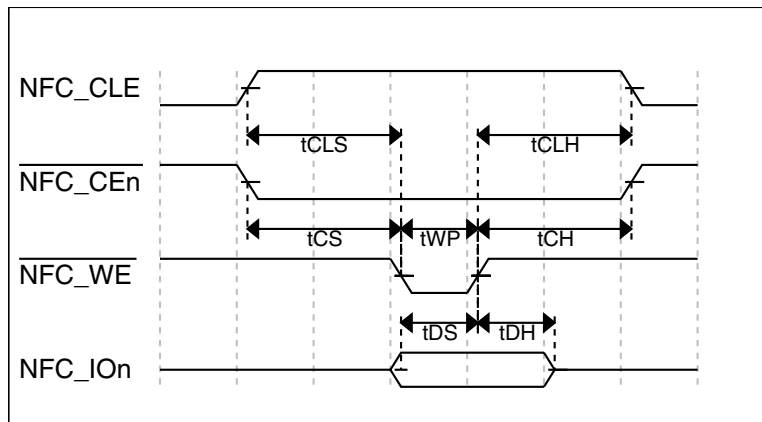 NFC_CLE
tCLS
tCLH
NFC_CEn
tCS
tWP
tCH
NFC_WE
tDS
tDH
NFC_IOn